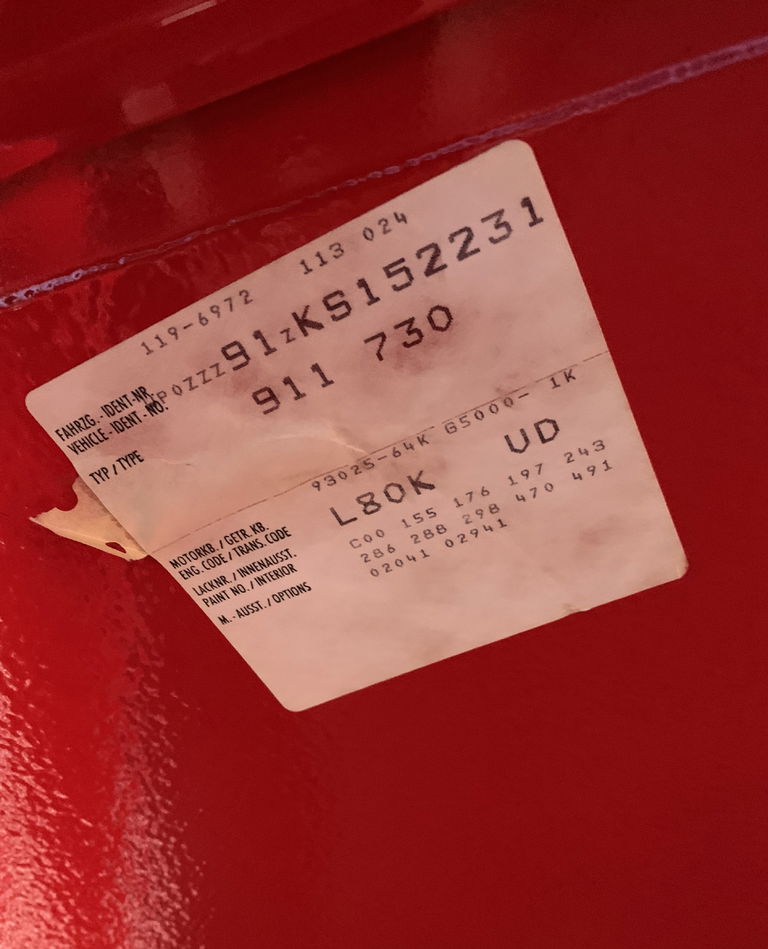 119-6972 113 024
FAHRZG.-IDENT-NR.
VEHICLE-IDENT-NO. WP0ZZZ91ZKS152231
TYP / TYPE 911 730
93025-64K G5000- 1K
MOTORKB. / GETR.KB.
ENG.CODE / TRANS.CODE
LACKNR. / INNENAUSST. L80K UD
PAINT NO. / INTERIOR
M.-AUSST. / OPTIONS C00 155 176 197 243
286 288 298 470 491
02041 02941